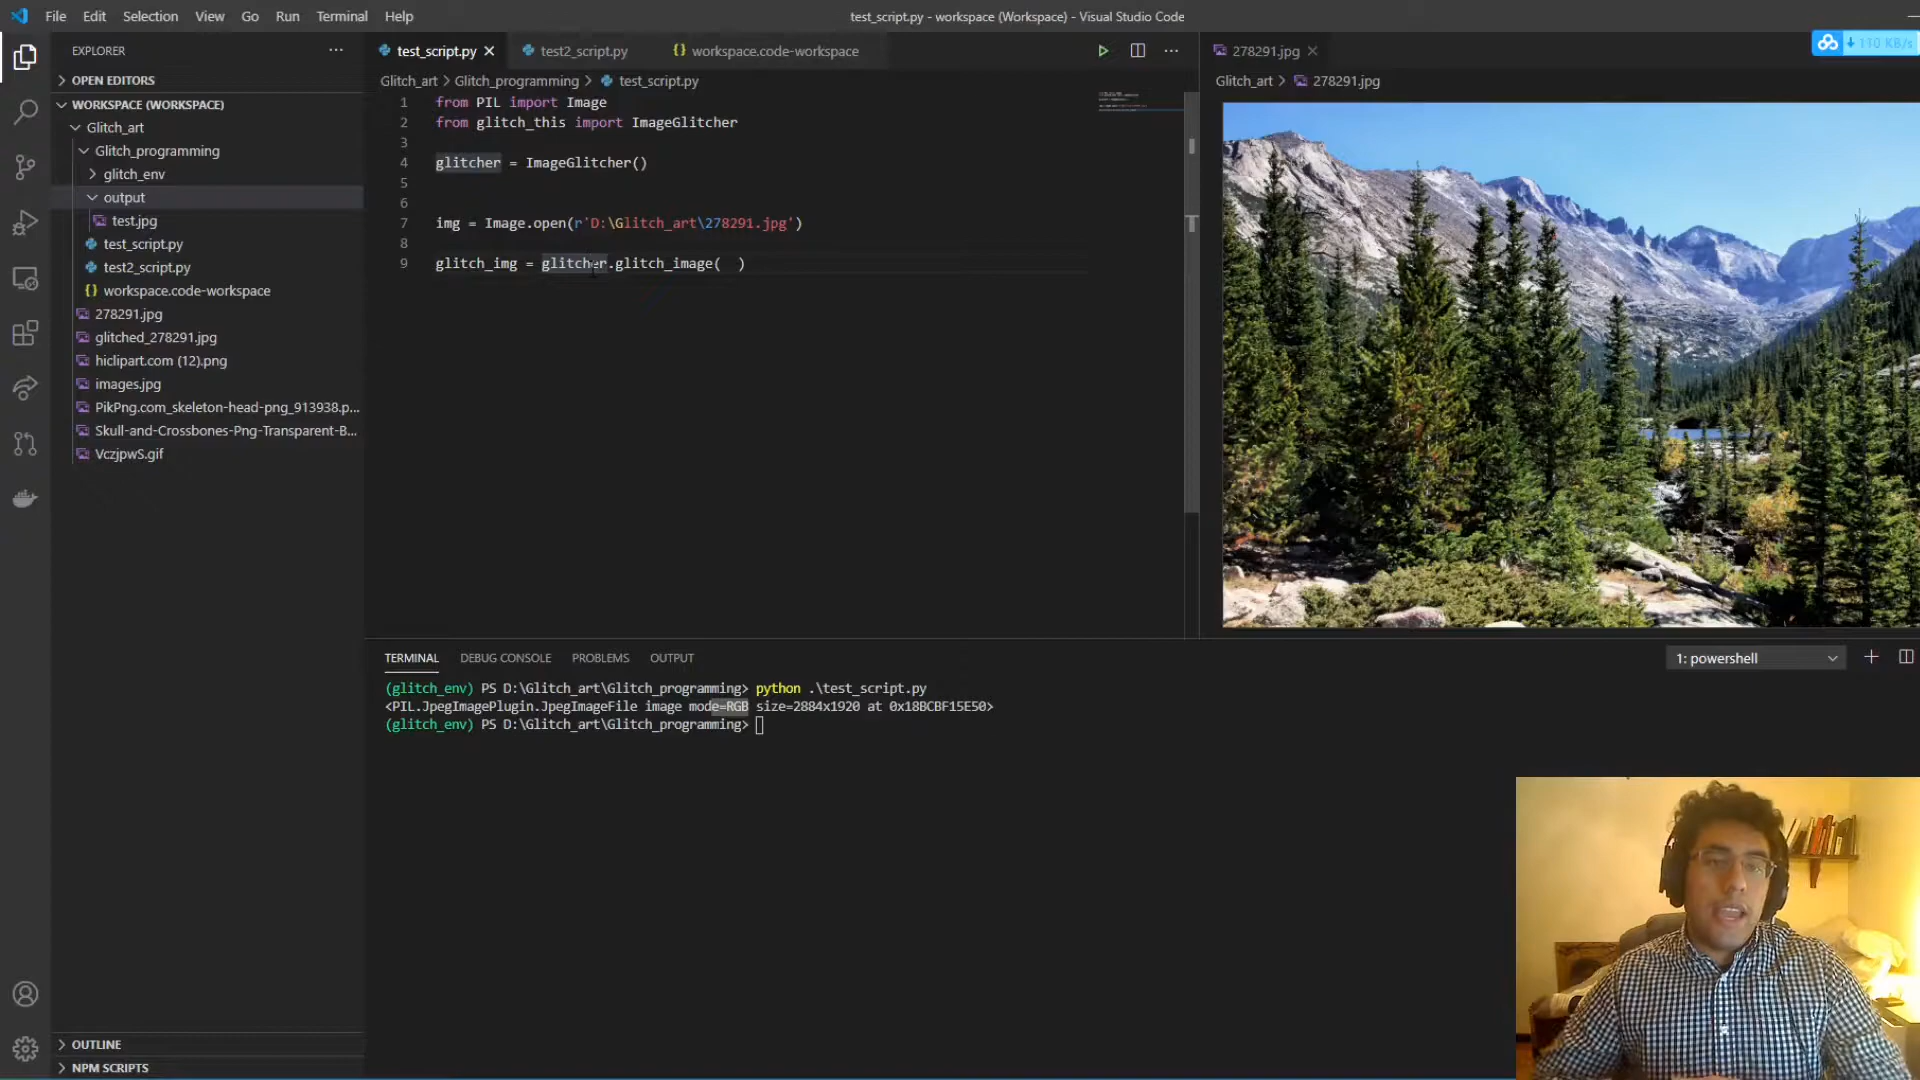 File Edit Selection View Go Run Terminal Help
test_script.py - workspace (Workspace) - Visual Studio Code
EXPLORER
OPEN EDITORS
WORKSPACE (WORKSPACE)
Glitch_art
Glitch_programming
glitch_env
output
test.jpg
test_script.py
test2_script.py
workspace.code-workspace
278291.jpg
glitched_278291.jpg
hiclipart.com (12).png
images.jpg
PikPng.com_skeleton-head-png_913938.p...
Skull-and-Crossbones-Png-Transparent-B...
VczjpwS.gif
OUTLINE
NPM SCRIPTS
test_script.py test2_script.py workspace.code-workspace
Glitch_art > Glitch_programming > test_script.py
1 from PIL import Image
2 from glitch_this import ImageGlitcher
3
4 glitcher = ImageGlitcher()
5
6
7 img = Image.open(r'D:\Glitch_art\278291.jpg')
8
9 glitch_img = glitcher.glitch_image( )
278291.jpg
110 KB/s
Glitch_art > 278291.jpg
TERMINAL DEBUG CONSOLE PROBLEMS OUTPUT
1: powershell
(glitch_env) PS D:\Glitch_art\Glitch_programming> python .\test_script.py
<PIL.JpegImagePlugin.JpegImageFile image mode=RGB size=2884x1920 at 0x18BCBF15E50>
(glitch_env) PS D:\Glitch_art\Glitch_programming>